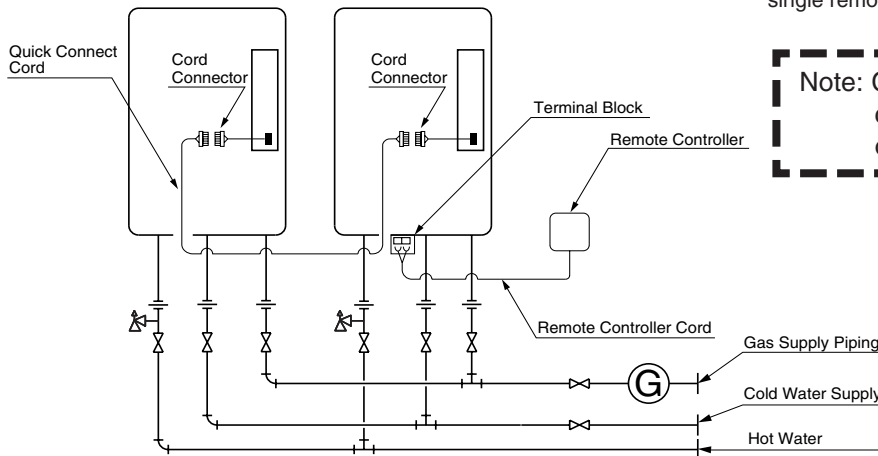 single remo
Quick Connect
Cord
Cord
Connector
Cord
Connector
Terminal Block
Remote Controller
Note:
Remote Controller Cord
Gas Supply Piping
G
Cold Water Supply
Hot Water